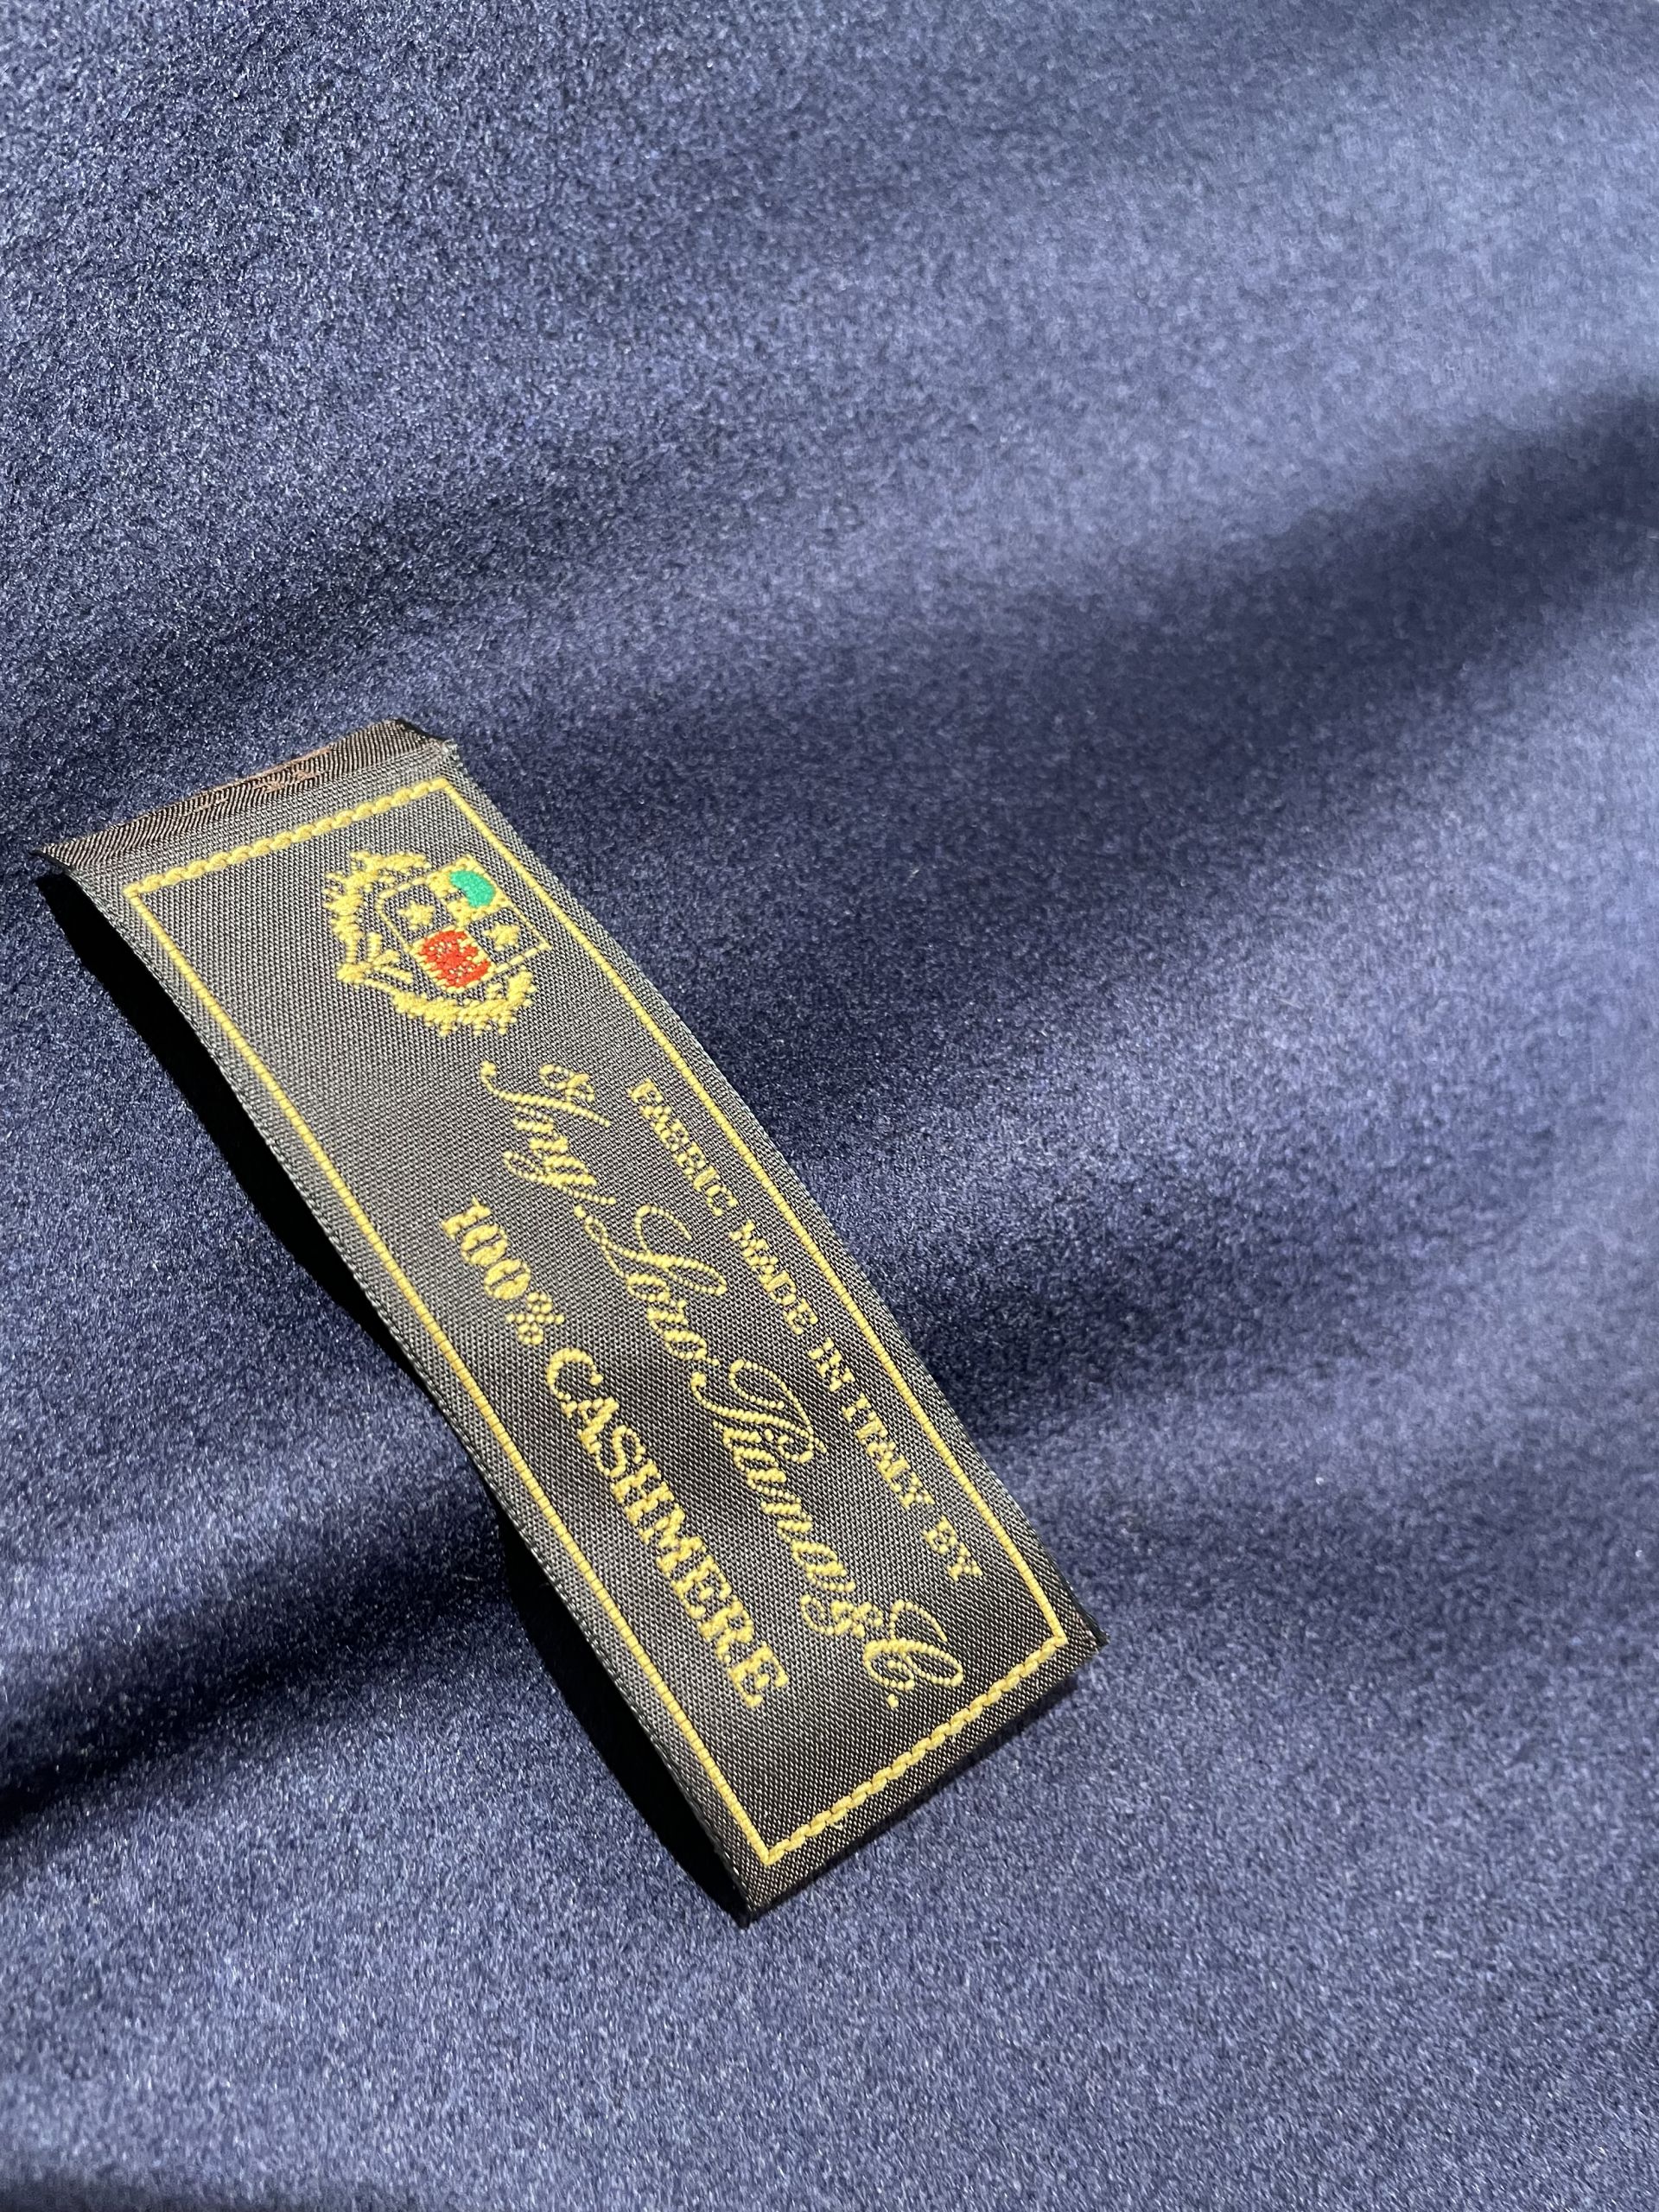 FABRIC MADE IN ITALY BY
Ing. Loro Piana & C.
100% CASHMERE